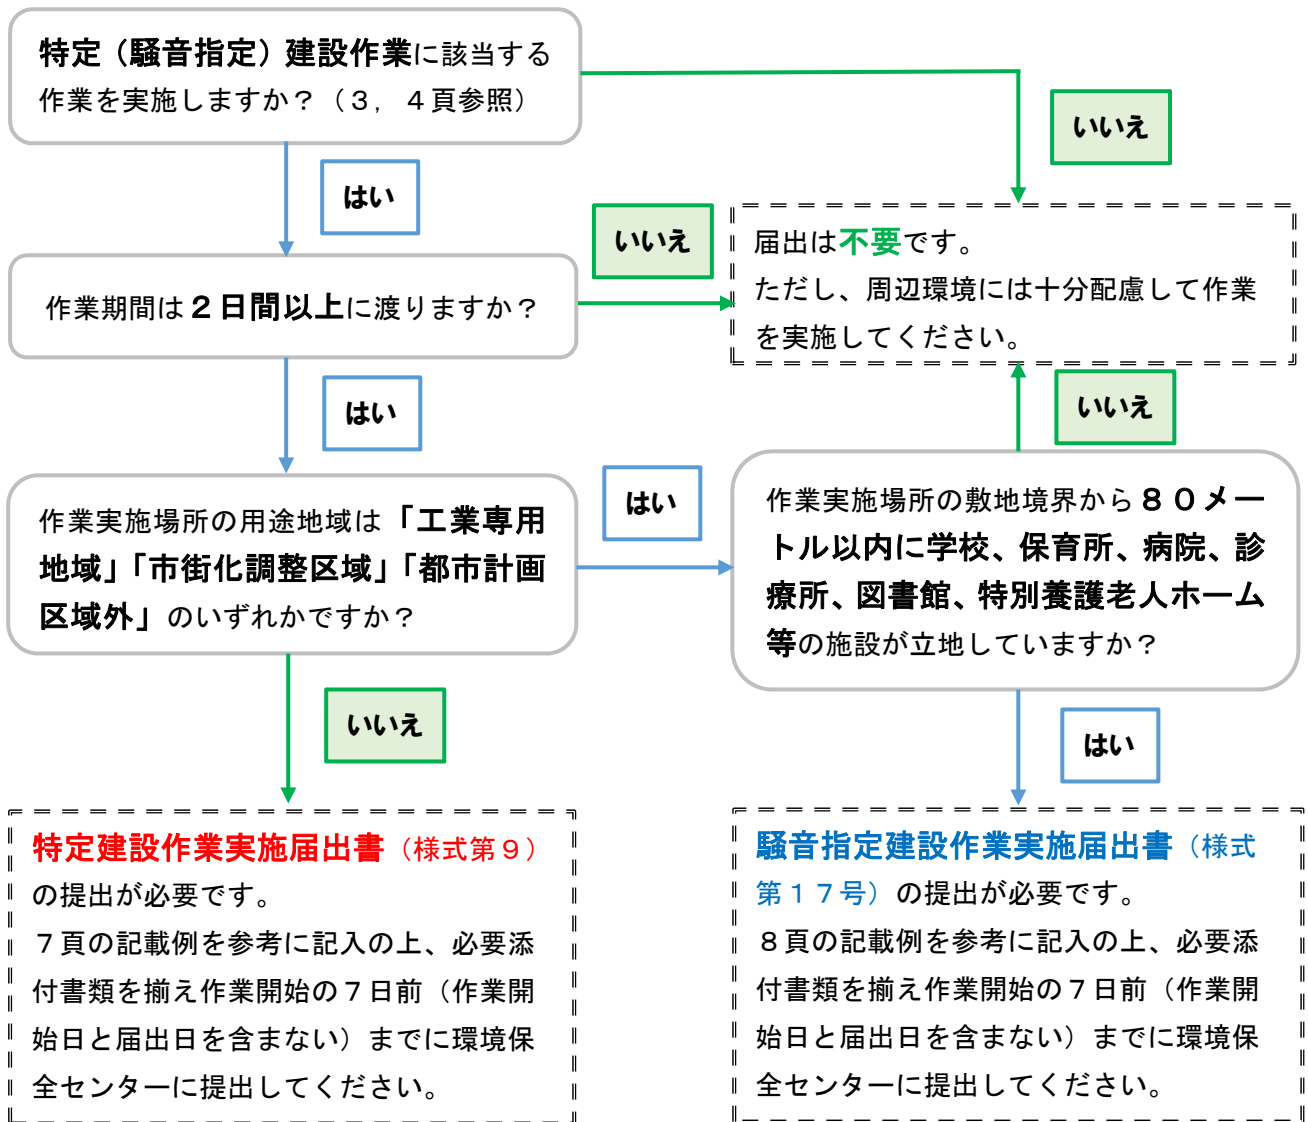 特定（騒音指定）建設作業に該当する
作業を実施しますか？（３，４頁参照）
いいえ
はい
いいえ
届出は不要です。
ただし、周辺環境には十分配慮して作業
を実施してください。
作業期間は２日間以上に渡りますか？
はい
いいえ
作業実施場所の用途地域は「工業専用
地域」「市街化調整区域」「都市計画
区域外」のいずれかですか？
はい
作業実施場所の敷地境界から８０メー
トル以内に学校、保育所、病院、診
療所、図書館、特別養護老人ホーム
等の施設が立地していますか？
いいえ
はい
特定建設作業実施届出書（様式第９）
の提出が必要です。
７頁の記載例を参考に記入の上、必要添
付書類を揃え作業開始の７日前（作業開
始日と届出日を含まない）までに環境保
全センターに提出してください。
騒音指定建設作業実施届出書（様式
第１７号）の提出が必要です。
８頁の記載例を参考に記入の上、必要添
付書類を揃え作業開始の７日前（作業開
始日と届出日を含まない）までに環境保
全センターに提出してください。